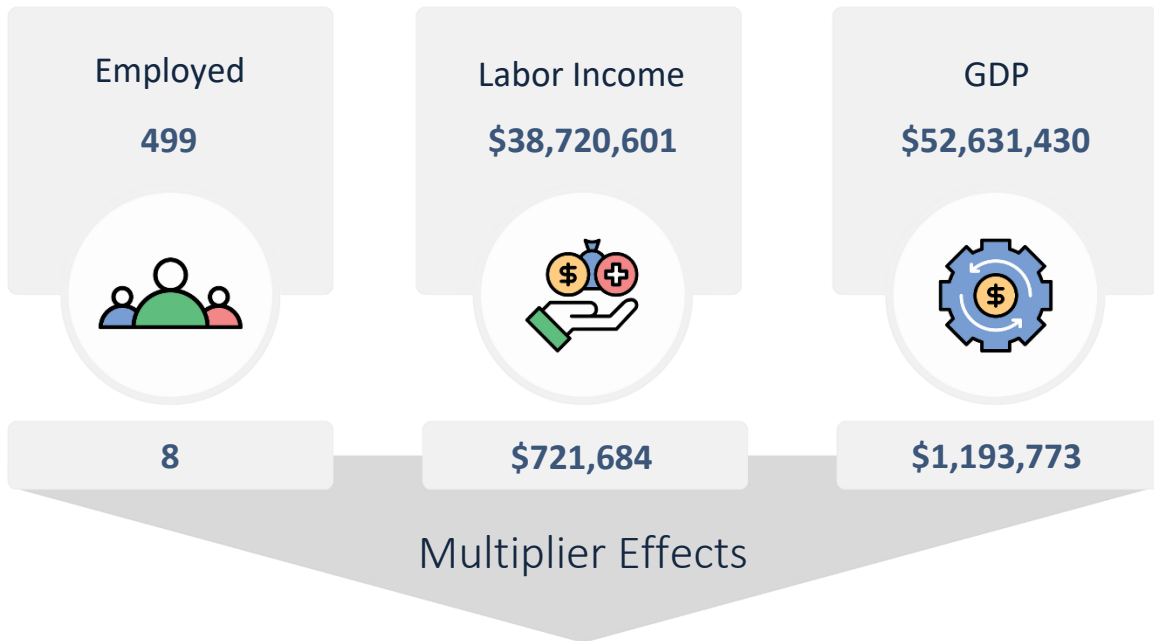 Employed
499
Labor Income
$38,720,601
GDP
$52,631,430
$
$
8
$721,684
$1,193,773
Multiplier Effects